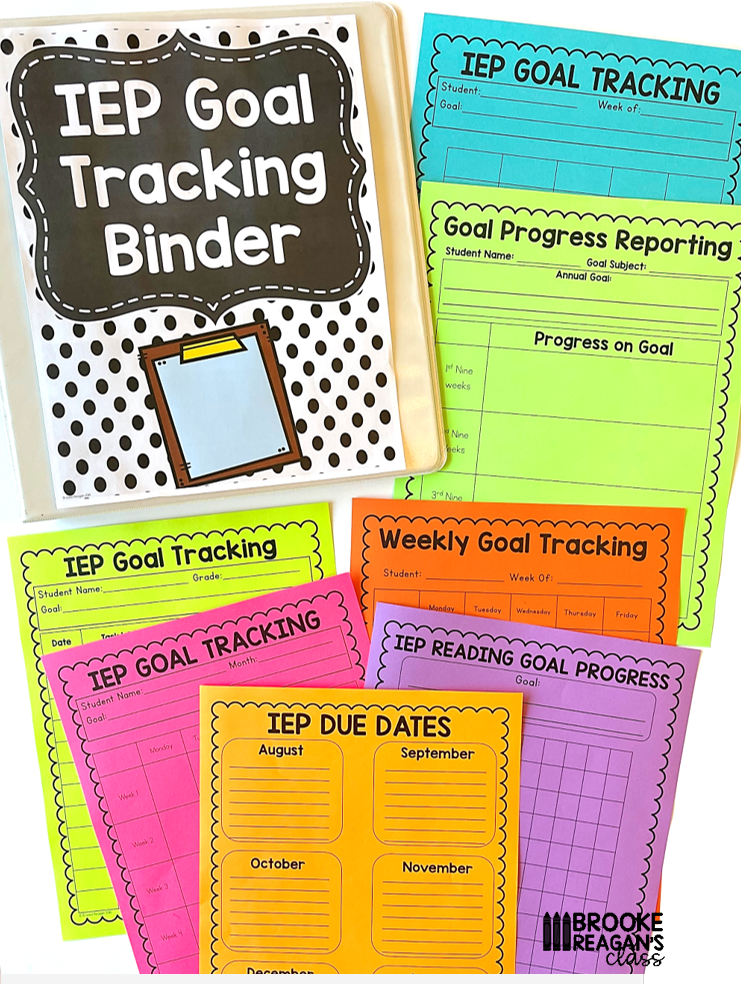 IEP Goal
Tracking
Binder
IEP GOAL TRACKING
Student:
Week of:
Goal:
Goal Progress Reporting
Student Name:
Goal Subject:
Annual Goal:
Progress on Goal
1st Nine
weeks
Nine
3rd Nine
IEP Goal Tracking
Student Name:
Grade:
Goal:
Date
Weekly Goal Tracking
Student:
Week Of:
Monday
Tuesday
Wednesday
Thursday
Friday
IEP GOAL TRACKING
Student Name:
Month:
Goal:
Monday
Week 1
Week 2
Week 3
Week 4
IEP READING GOAL PROGRESS
Goal:
IEP DUE DATES
August
September
October
November
December
BROOKE
REAGAN'S
class